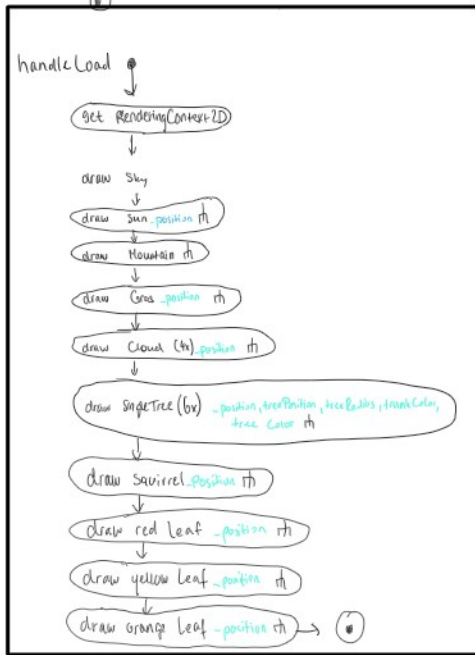 handleLoad
get RenderingContext2D
draw Sky
draw Sun _position
draw Mountain
draw Gras _position
draw Cloud (4x) _position
draw SingleTree (6x) _position, treePosition, treeRadius, trunkColor,
tree Color
draw squirrel _position
draw red Leaf _position
draw yellow Leaf _position
draw orange Leaf _position